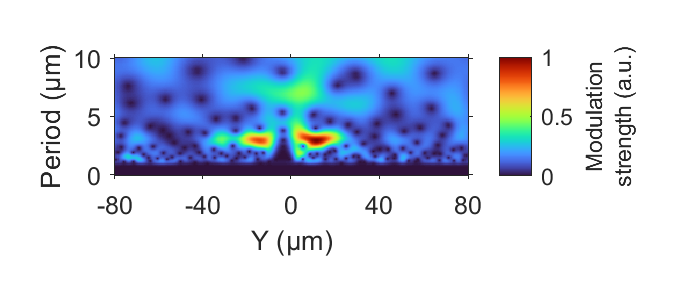 10
5
0
Period (μm)
-80
-40
0
40
80
Y (μm)
1
0.5
0
Modulation
strength (a.u.)